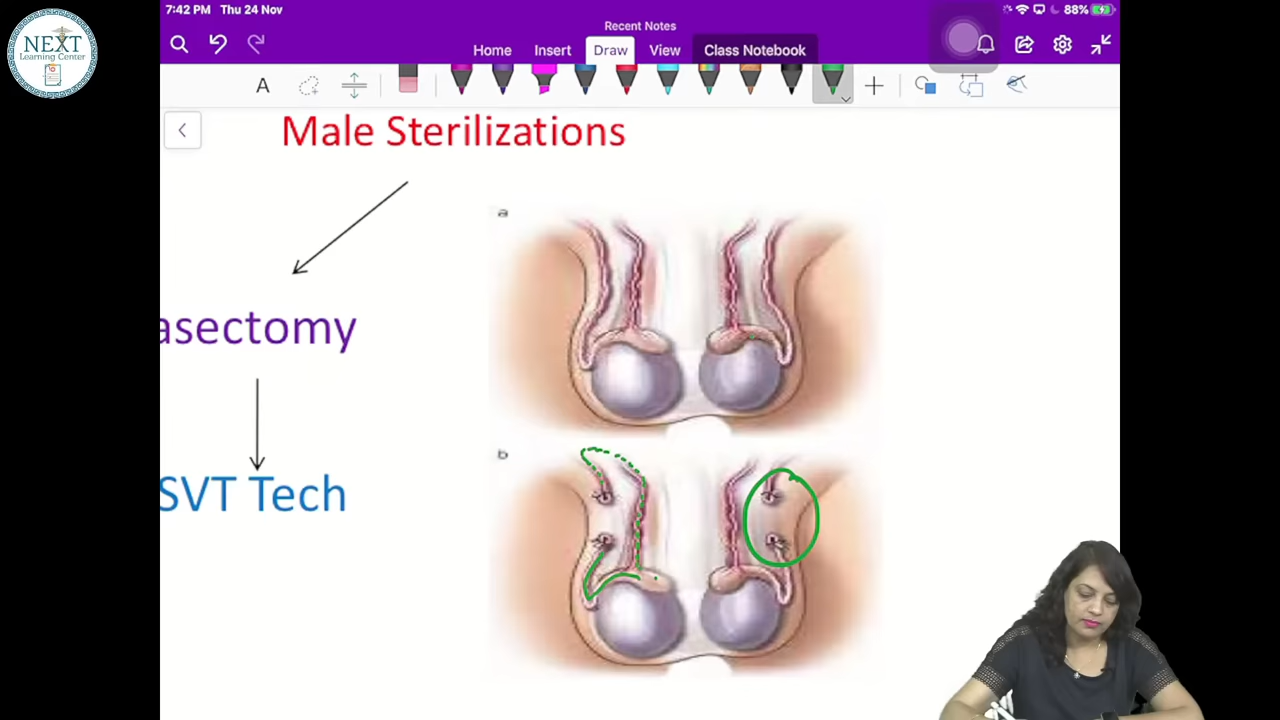 7:42 PM Thu 24 Nov
88%
Recent Notes
Home Insert Draw View Class Notebook
NEXT
Learning Center
A
Male Sterilizations
a
asectomy
b
SVT Tech